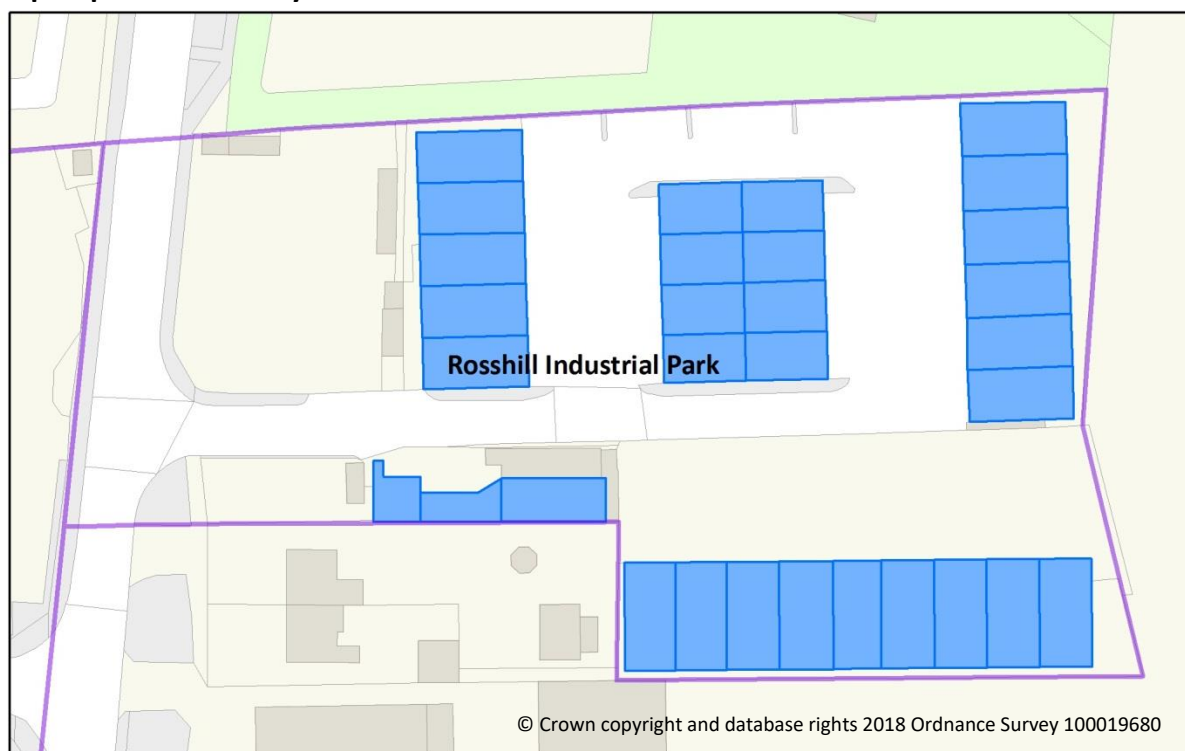 Rosshill Industrial Park
© Crown copyright and database rights 2018 Ordnance Survey 100019680